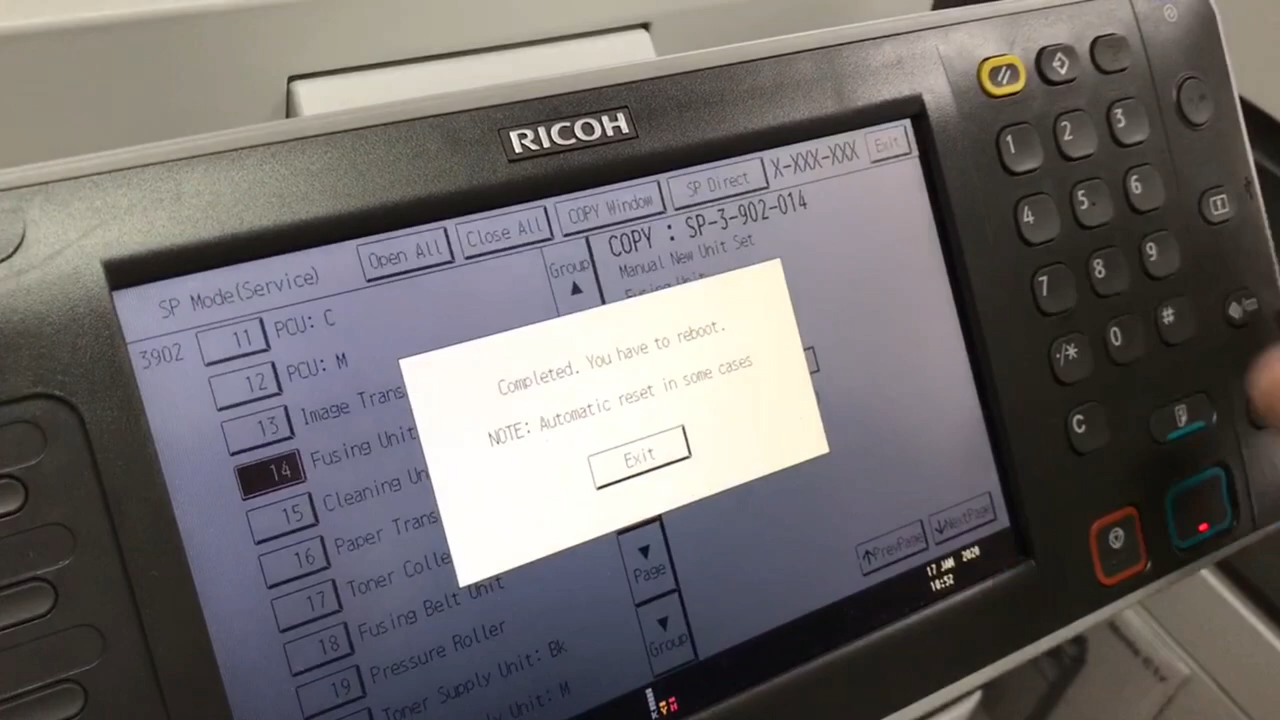 RICOH
SP Mode(Service)
Open All
Close All
COPY Window
SP Direct
X-XXX-XXX
Exit
COPY : SP-3-902-014
Manual New Unit Set
Fusing Unit
Group
3902
11 PCU: C
12 PCU: M
13 Image Trans
14 Fusing Unit
15 Cleaning Un
16 Paper Trans
17 Toner Colle
18 Fusing Belt Unit
19 Pressure Roller
Toner Supply Unit: Bk
Unit: M
Completed. You have to reboot.
NOTE: Automatic reset in some cases
Exit
Page
Group
↑PrevPage
↓NextPage
17 JAN 2020
10:52
1 2 3
4 5 6
7 8 9
·/* 0 #
C